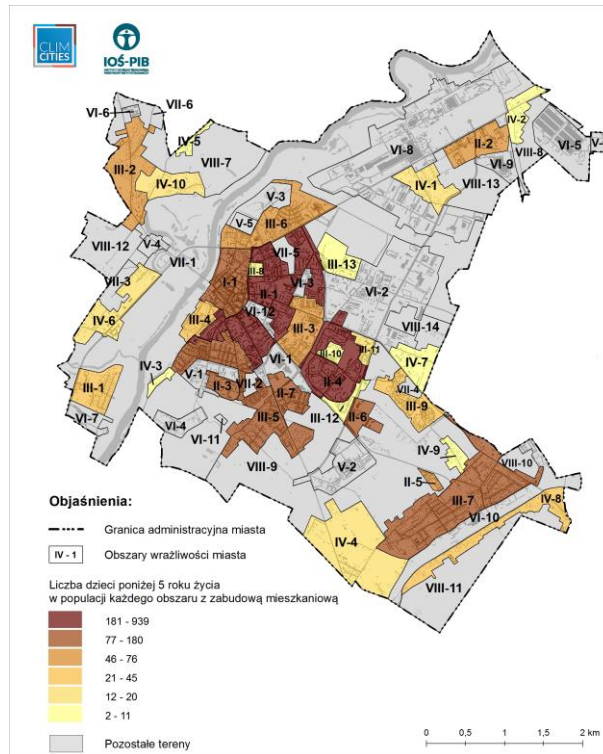 CLIM
CITIES
IOŚ-PIB
VI-6
VII-6
IV-5
VIII-7
III-2
IV-10
VI-8
II-2
IV-2
VI-5
V-
VI-9
VIII-8
IV-1
VIII-13
V-3
V-5
III-6
VIII-12
V-4
VII-1
VII-5
III-13
III-8
I-1
II-1
VI-3
VI-2
VII-3
VI-12
IV-6
III-4
III-3
VIII-14
III-10
III-11
IV-7
IV-3
VI-1
V-1
VII-2
II-4
VII-4
III-1
II-3
II-7
III-9
III-12
II-6
VI-7
VI-4
III-5
VI-11
IV-9
VIII-9
V-2
VIII-10
II-5
III-7
IV-8
VI-10
IV-4
VIII-11
Objaśnienia:
Granica administracyjna miasta
IV - 1 Obszary wrażliwości miasta
Liczba dzieci poniżej 5 roku życia
w populacji każdego obszaru z zabudową mieszkaniową
181 - 939
77 - 180
46 - 76
21 - 45
12 - 20
2 - 11
Pozostałe tereny
0 0,5 1 2 km